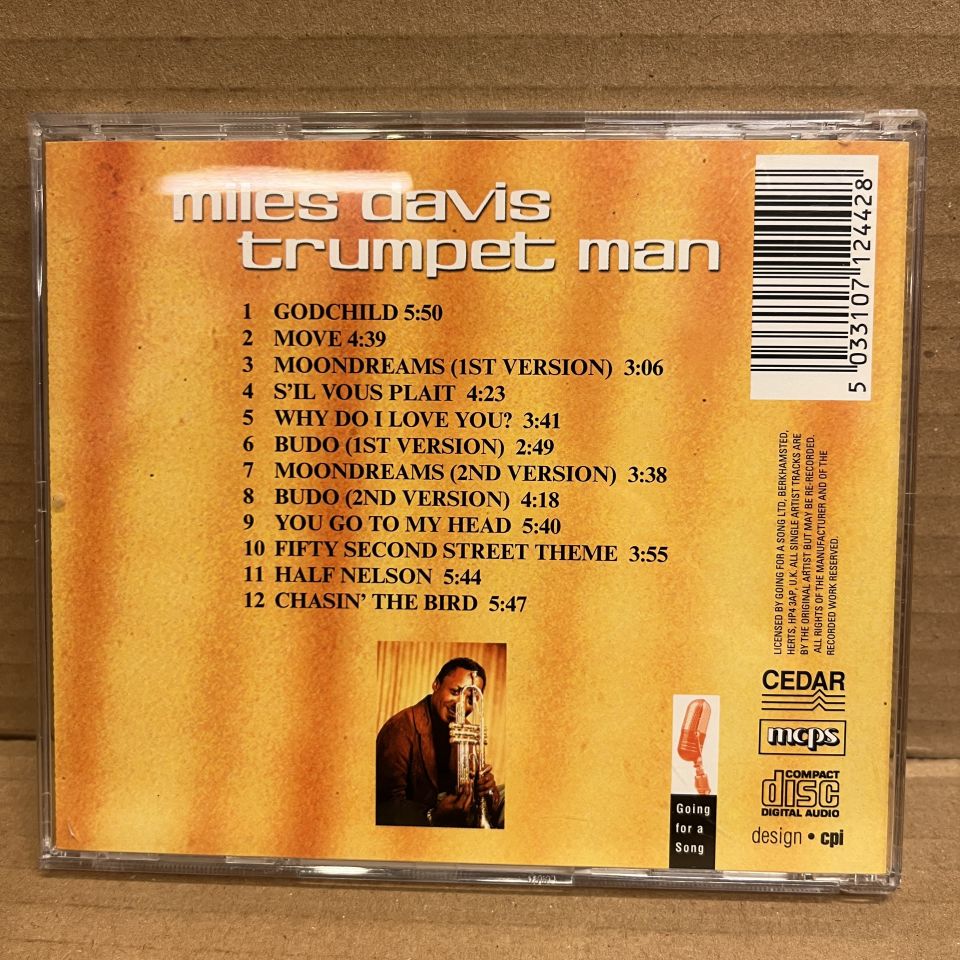 miles davis
trumpet man
1 GODCHILD 5:50
2 MOVE 4:39
3 MOONDREAMS (1ST VERSION) 3:06
4 S'IL VOUS PLAIT 4:23
5 WHY DO I LOVE YOU? 3:41
6 BUDO (1ST VERSION) 2:49
7 MOONDREAMS (2ND VERSION) 3:38
8 BUDO (2ND VERSION) 4:18
9 YOU GO TO MY HEAD 5:40
10 FIFTY SECOND STREET THEME 3:55
11 HALF NELSON 5:44
12 CHASIN' THE BIRD 5:47
5 033107 124428
LICENSED BY GOING FOR A SONG LTD, BERKHAMSTED,
HERTS, HP4 3AP, U.K. ALL SINGLE ARTIST TRACKS ARE
BY THE ORIGINAL ARTIST BUT MAY BE RE-RECORDED.
ALL RIGHTS OF THE MANUFACTURER AND OF THE
RECORDED WORK RESERVED.
CEDAR
mcps
COMPACT
disc
DIGITAL AUDIO
design • cpi
Going
for a
Song